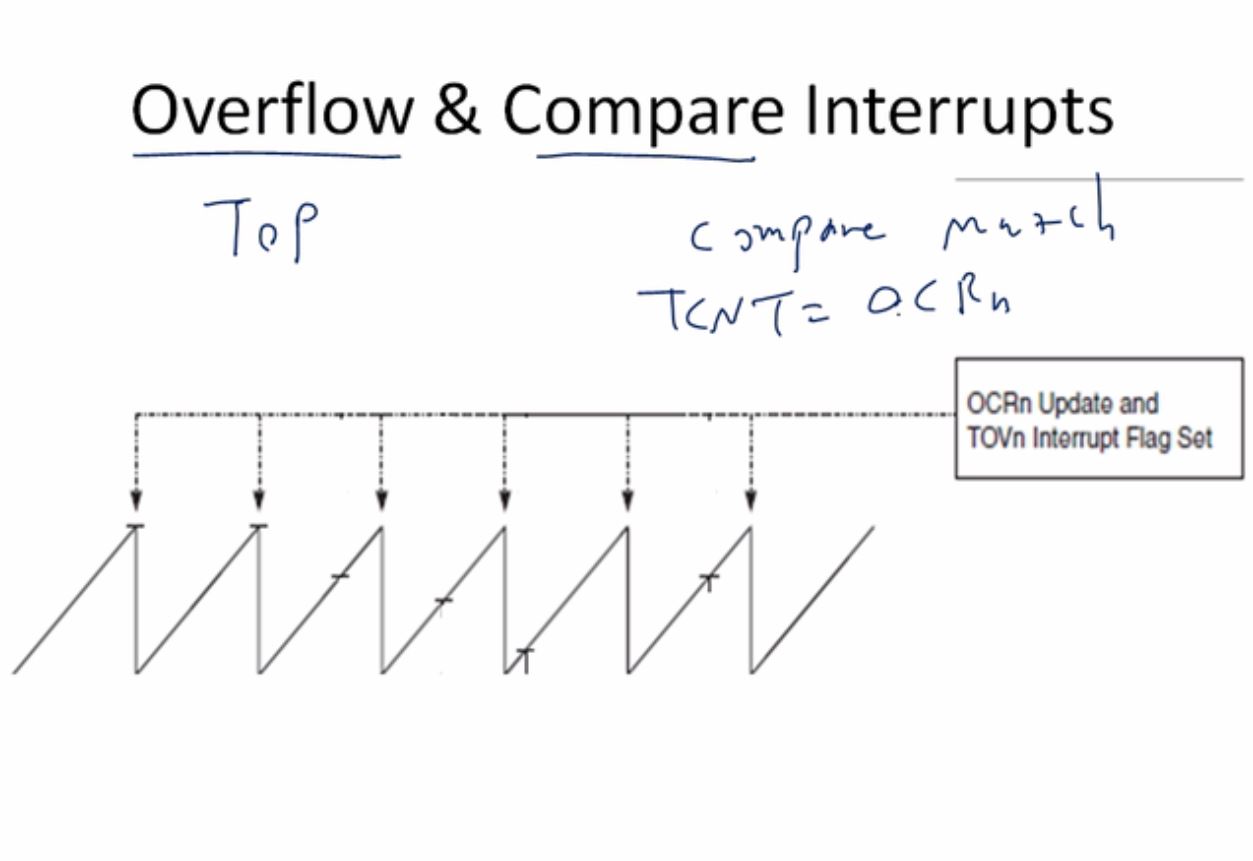 Overflow & Compare Interrupts
TOP
Compare Match
TCNT = OCRn
OCRn Update and
TOVn Interrupt Flag Set